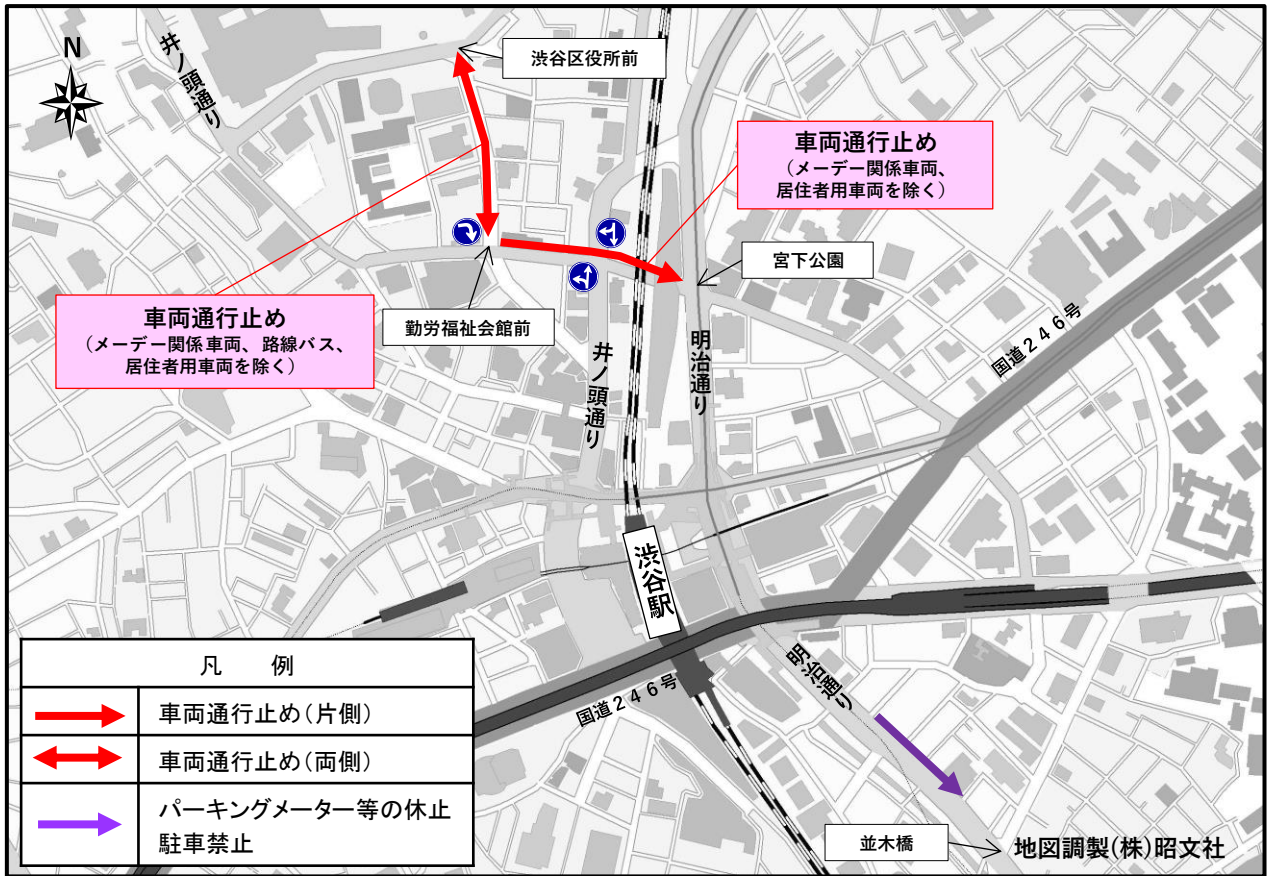 N
井ノ頭通り
渋谷区役所前
車両通行止め
（メーデー関係車両、
居住者用車両を除く）
宮下公園
車両通行止め
（メーデー関係車両、路線バス、
居住者用車両を除く）
勤労福祉会館前
井ノ頭通り
明治通り
国道２４６号
渋谷駅
国道２４６号
明治通り
凡　例
車両通行止め（片側）
車両通行止め（両側）
パーキングメーター等の休止
駐車禁止
並木橋
地図調製(株)昭文社